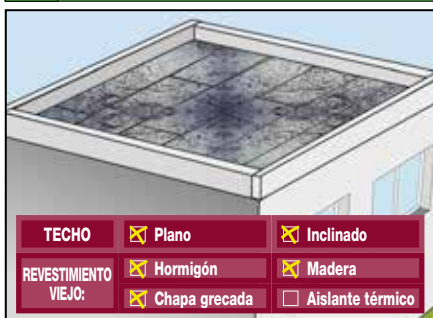 TECHO Plano Inclinado
REVESTIMIENTO VIEJO: Hormigón Madera
Chapa grecada Aislante térmico